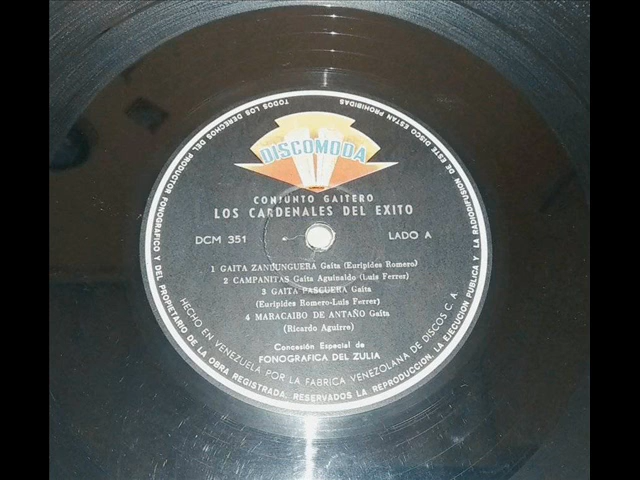 DISCOMODA
CONJUNTO GAITERO
LOS CARDENALES DEL EXITO
DCM 351 LADO A
1 GAITA ZANDUNGUERA Gaita (Euripides Romero)
2 CAMPANITAS Gaita Aguinaldo (Luis Ferrer)
3 GAITA PASCUERA Gaita
(Euripides Romero-Luis Ferrer)
4 MARACAIBO DE ANTAÑO Gaita
(Ricardo Aguirre)
Concesión Especial de
FONOGRAFICA DEL ZULIA
HECHO EN VENEZUELA POR LA FABRICA VENEZOLANA DE DISCOS C. A.
TODOS LOS DERECHOS DEL PRODUCTOR FONOGRAFICO Y DEL PROPIETARIO DE LA OBRA REGISTRADA, RESERVADOS LA REPRODUCCION, LA EJECUCION PUBLICA Y LA RADIODIFUSION DE ESTE DISCO ESTAN PROHIBIDAS